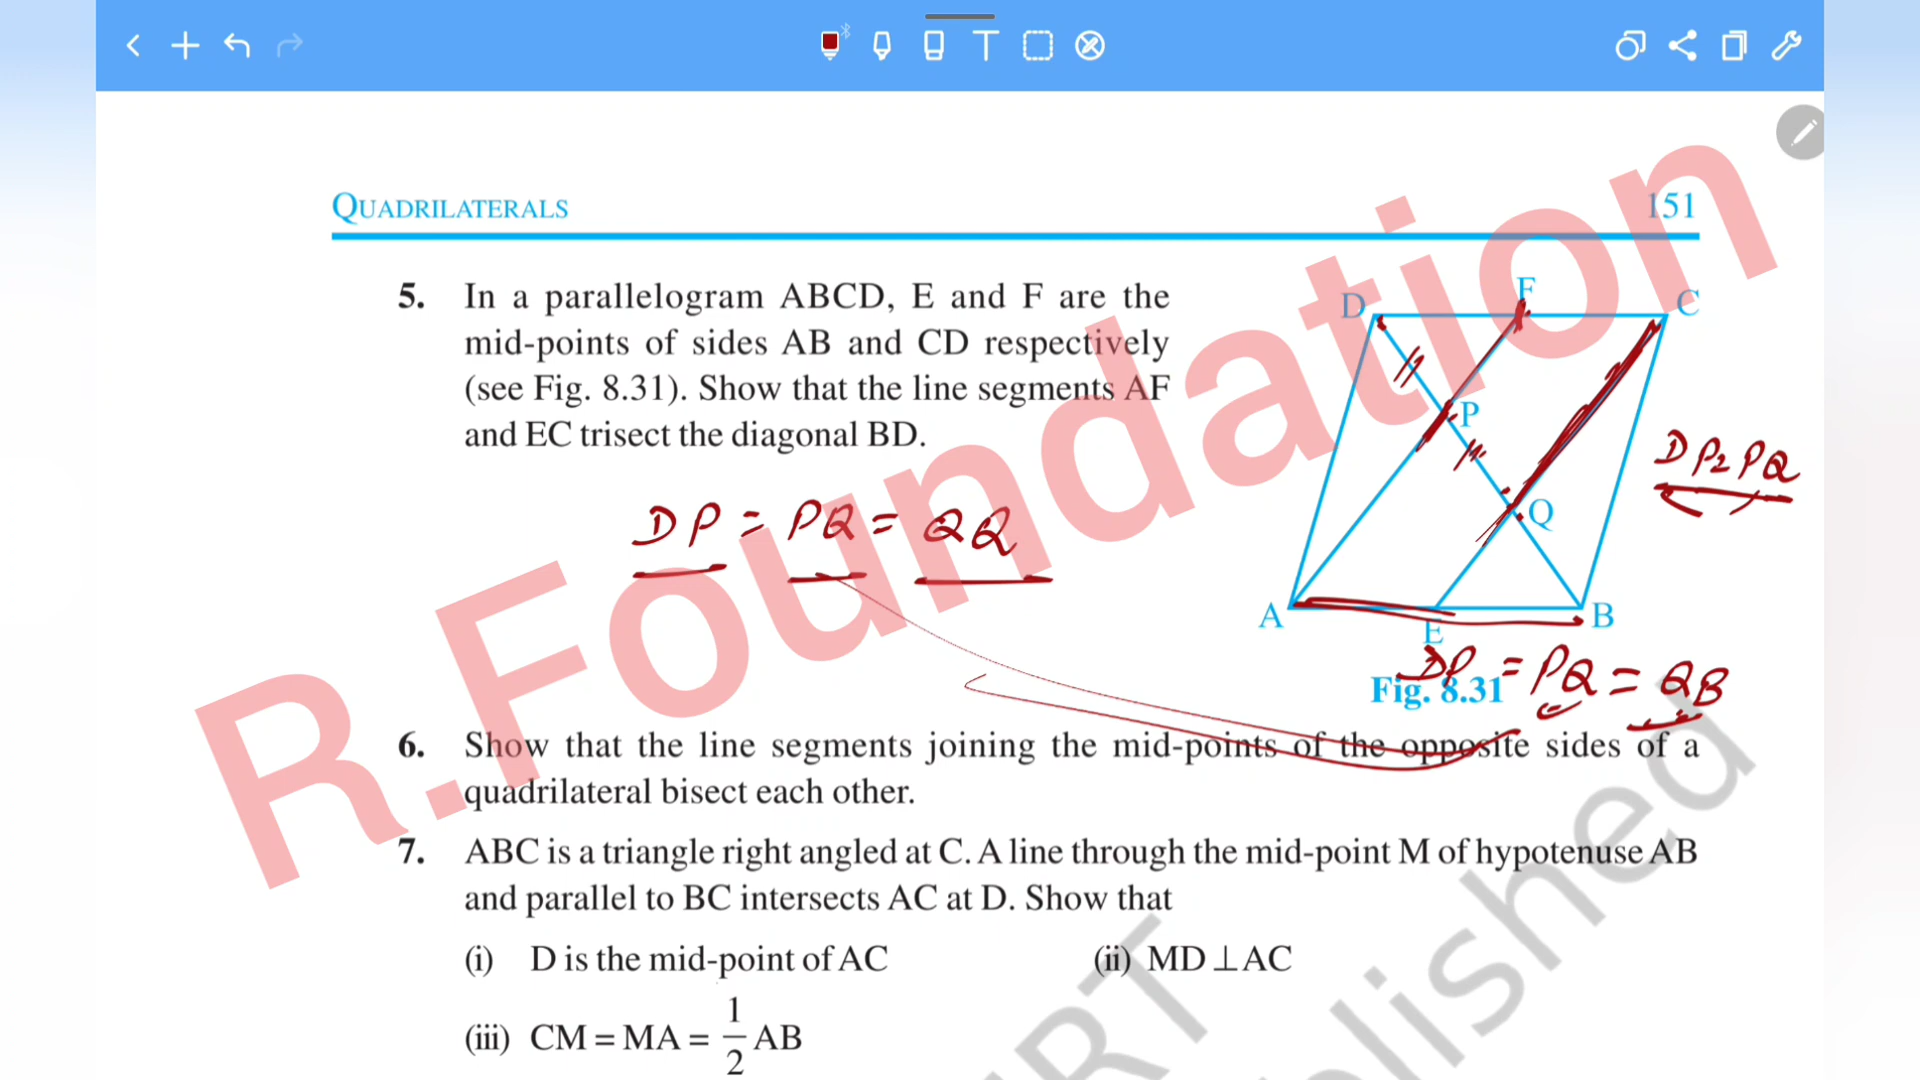 QUADRILATERALS 151
5. In a parallelogram ABCD, E and F are the
mid-points of sides AB and CD respectively
(see Fig. 8.31). Show that the line segments AF
and EC trisect the diagonal BD.
DP = PQ = QQ
D F C
P
Q
A E B
DP = PQ
DP = PQ = QB
Fig. 8.31
6. Show that the line segments joining the mid-points of the opposite sides of a
quadrilateral bisect each other.
7. ABC is a triangle right angled at C. A line through the mid-point M of hypotenuse AB
and parallel to BC intersects AC at D. Show that
(i) D is the mid-point of AC (ii) MD ⊥ AC
(iii) CM = MA = 1/2 AB
R.Foundation